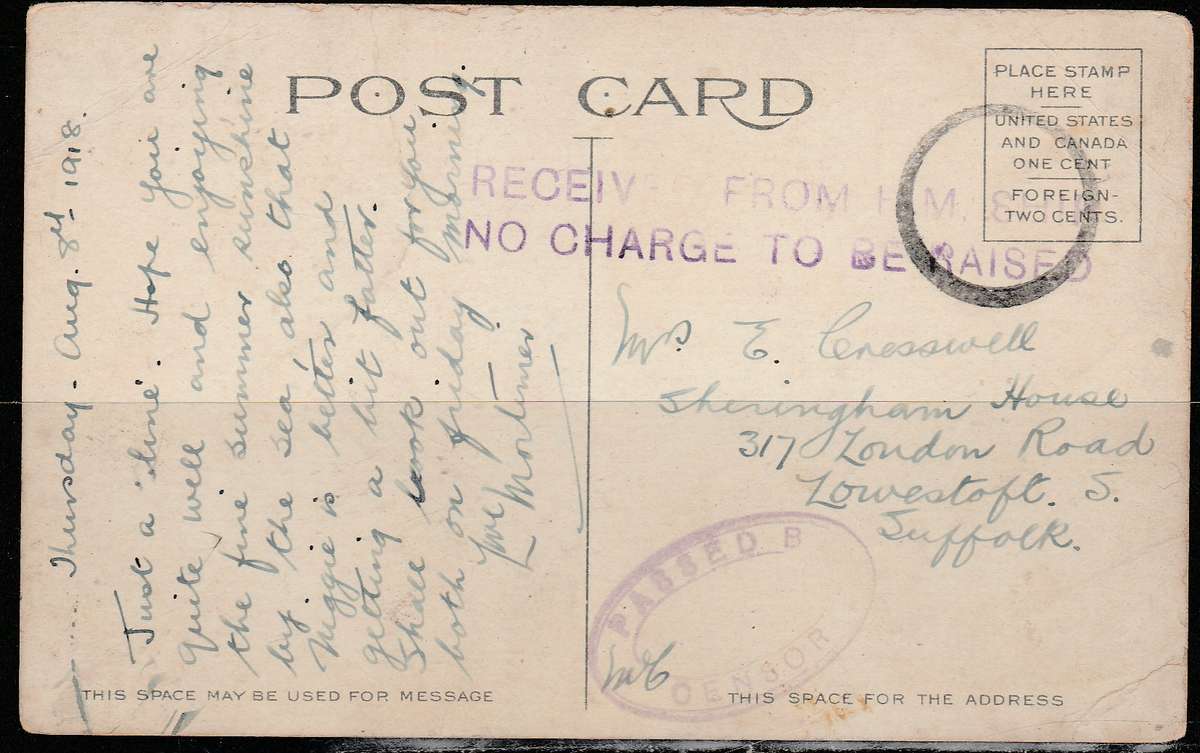 POST CARD
PLACE STAMP
HERE
UNITED STATES
AND CANADA
ONE CENT
FOREIGN-
TWO CENTS.
RECEIV FROM H.M. S
NO CHARGE TO BE RAISED
Thursday - Aug. 8th - 1918.
Just a 'line'. Hope you are
quite well and enjoying
the fine summer sunshine
by the sea also that
is better and
getting a bit fatter.
Shall look out for you
both on friday morning
Love Mortimer
Mrs E. Cresswell
Sheringham House
317 London Road
Lowestoft. S.
Suffolk.
PASSED B
CENSOR
MC
THIS SPACE MAY BE USED FOR MESSAGE
THIS SPACE FOR THE ADDRESS